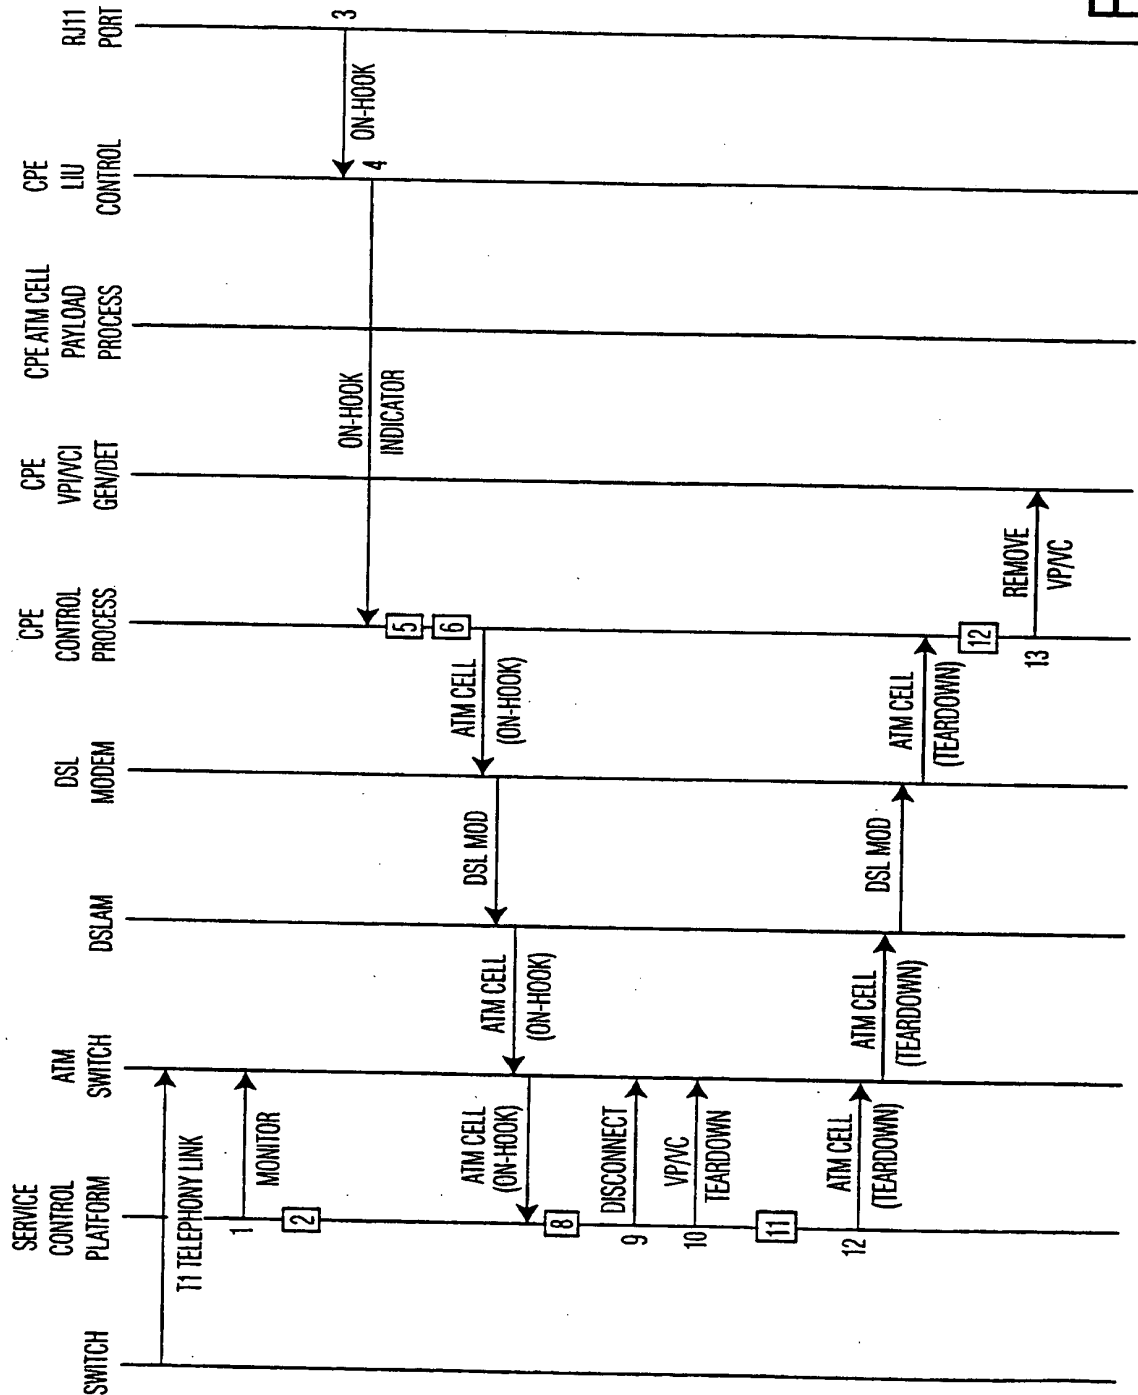 SWITCH
SERVICE
CONTROL
PLATFORM
ATM
SWITCH
DSLAM
DSL
MODEM
CPE
CONTROL
PROCESS
CPE
VPI/VCI
GEN/DET
CPE ATM CELL
PAYLOAD
PROCESS
CPE
LIU
CONTROL
RJ11
PORT
T1 TELEPHONY LINK
1
MONITOR
2
3
ON-HOOK
4
ON-HOOK
INDICATOR
5
6
ATM CELL
(ON-HOOK)
DSL MOD
ATM CELL
(ON-HOOK)
ATM CELL
(ON-HOOK)
8
9
DISCONNECT
10
VP/VC
TEARDOWN
11
12
ATM CELL
(TEARDOWN)
ATM CELL
(TEARDOWN)
DSL MOD
ATM CELL
(TEARDOWN)
12
13
REMOVE
VP/VC